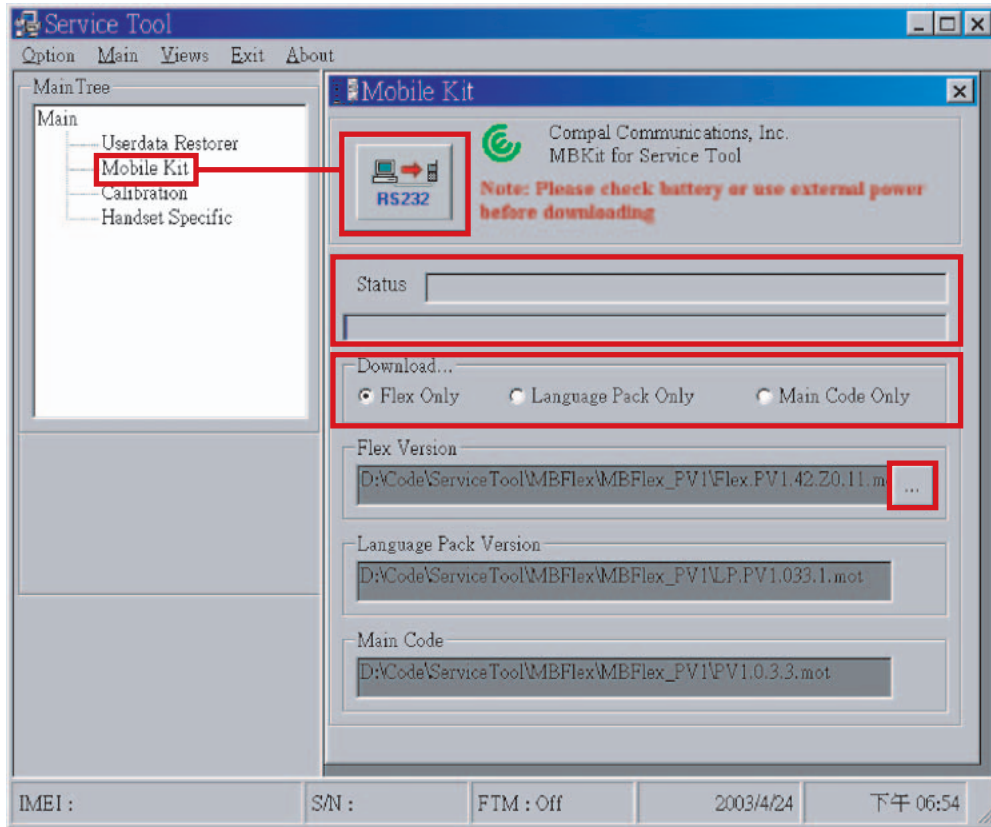 Service Tool
Option Main Views Exit About
MainTree
Main
Userdata Restorer
Mobile Kit
Calibration
Handset Specific
Mobile Kit
RS232
Compal Communications, Inc.
MBKit for Service Tool
Note: Please check battery or use external power
before downloading
Status
Download...
Flex Only Language Pack Only Main Code Only
Flex Version
D:\Code\ServiceTool\MBFlex\MBFlex_PV1\Flex.PV1.42.Z0.11.m
...
Language Pack Version
D:\Code\ServiceTool\MBFlex\MBFlex_PV1\LP.PV1.033.1.mot
Main Code
D:\Code\ServiceTool\MBFlex\MBFlex_PV1\PV1.0.3.3.mot
IMEI : S/N : FTM : Off 2003/4/24 下午 06:54